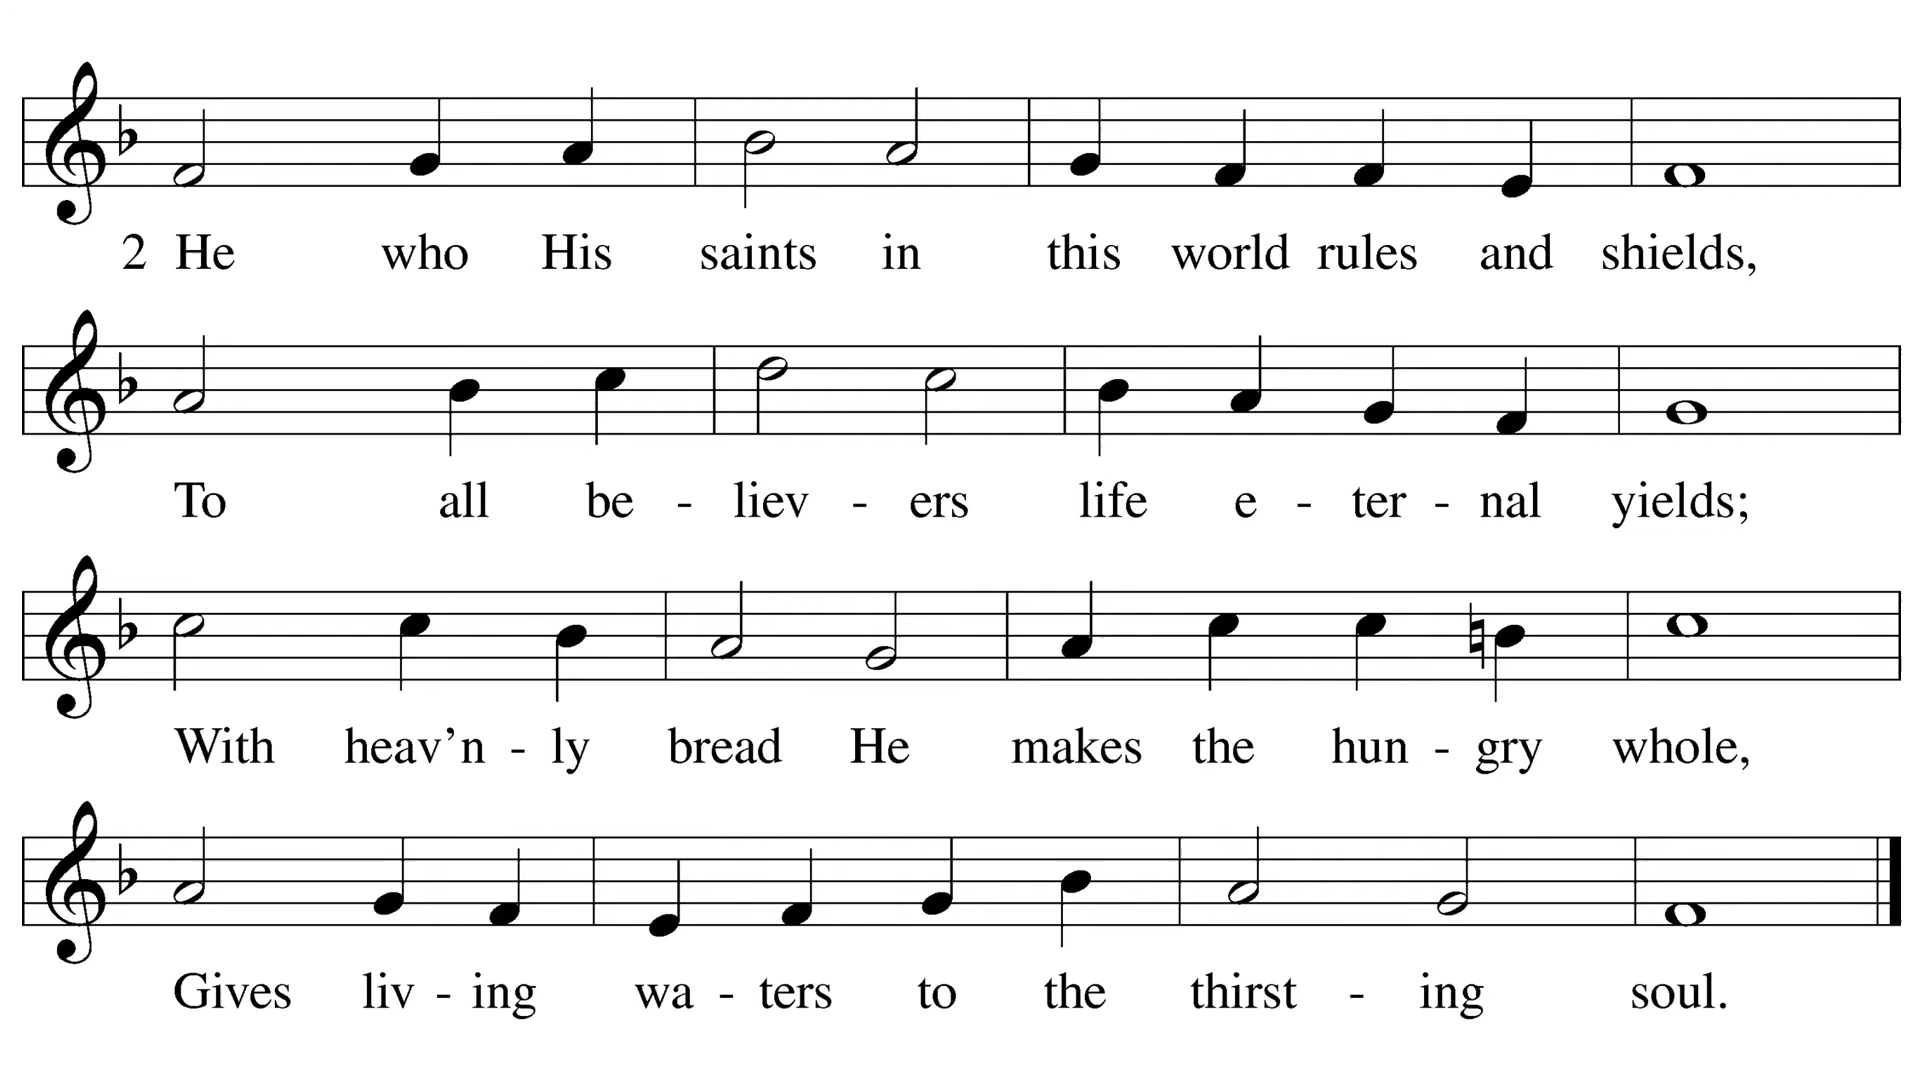 2 He who His saints in this world rules and shields,
To all be - liev - ers life e - ter - nal yields;
With heav’n - ly bread He makes the hun - gry whole,
Gives liv - ing wa - ters to the thirst - ing soul.